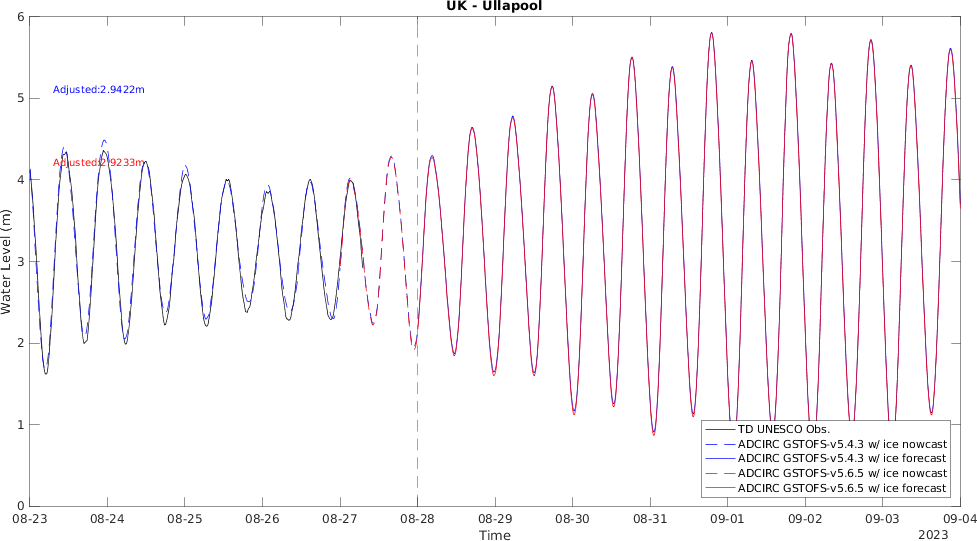 UK - Ullapool
6
5
4
3
2
1
0
Water Level (m)
Adjusted:2.9422m
Adjusted:2.9233m
TD UNESCO Obs.
ADCIRC GSTOFS-v5.4.3 w/ ice nowcast
ADCIRC GSTOFS-v5.4.3 w/ ice forecast
ADCIRC GSTOFS-v5.6.5 w/ ice nowcast
ADCIRC GSTOFS-v5.6.5 w/ ice forecast
08-23 08-24 08-25 08-26 08-27 08-28 08-29 08-30 08-31 09-01 09-02 09-03 09-04
Time
2023